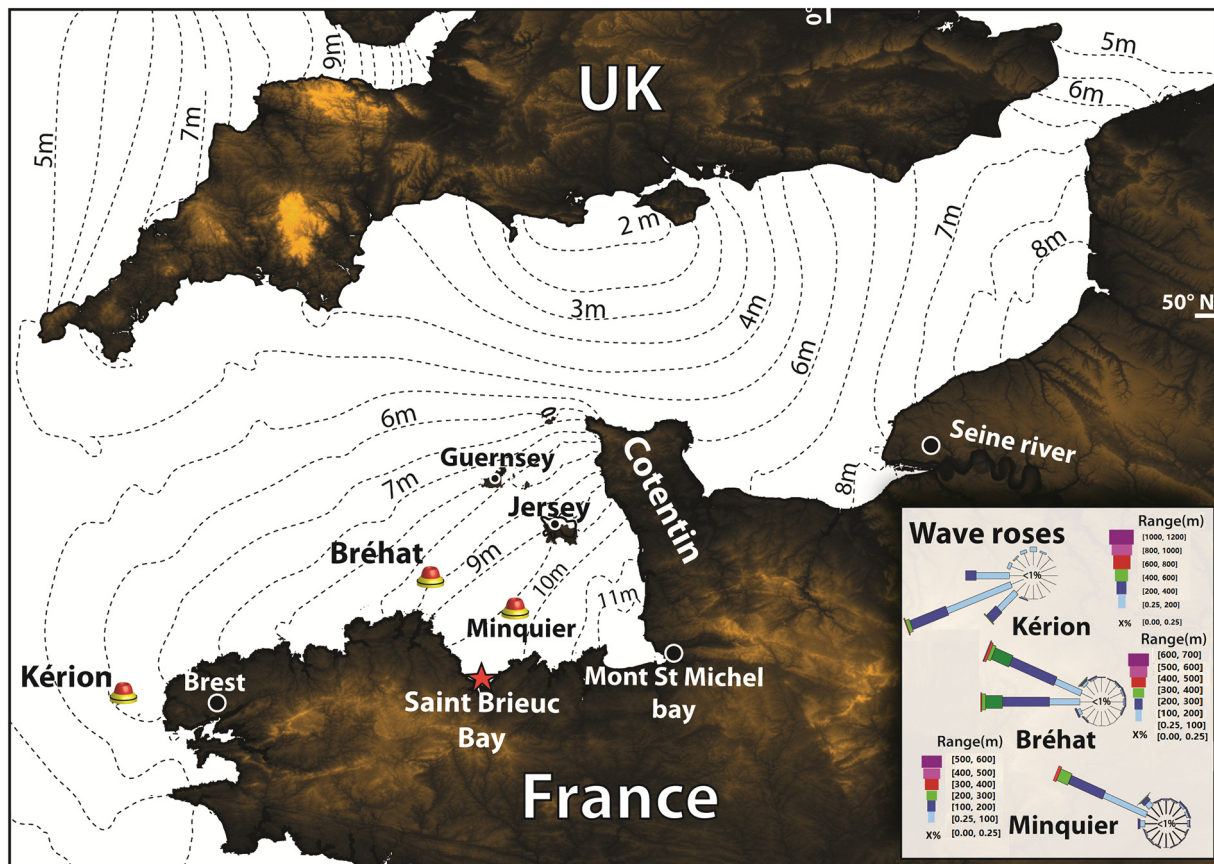 0°
9m
5m
UK
6m
7m
5m
2 m
7m
8m
50° N
3m
4m
6m
6m
Guernsey
Cotentin
Seine river
7m
8m
Jersey
Bréhat
9m
10m
11m
Minquier
Kérion
Brest
Saint Brieuc
Bay
Mont St Michel
bay
France
Wave roses
Range(m)
[1000, 1200]
[800, 1000]
[600, 800]
[400, 600]
[200, 400]
[0.25, 200]
X% [0.00, 0.25]
<1%
Kérion
Range(m)
[600, 700]
[500, 600]
[400, 500]
[300, 400]
[200, 300]
[100, 200]
[0.25, 100]
X% [0.00, 0.25]
<1%
Bréhat
Range(m)
[500, 600]
[400, 500]
[300, 400]
[200, 300]
[100, 200]
[0.25, 100]
X% [0.00, 0.25]
<1%
Minquier